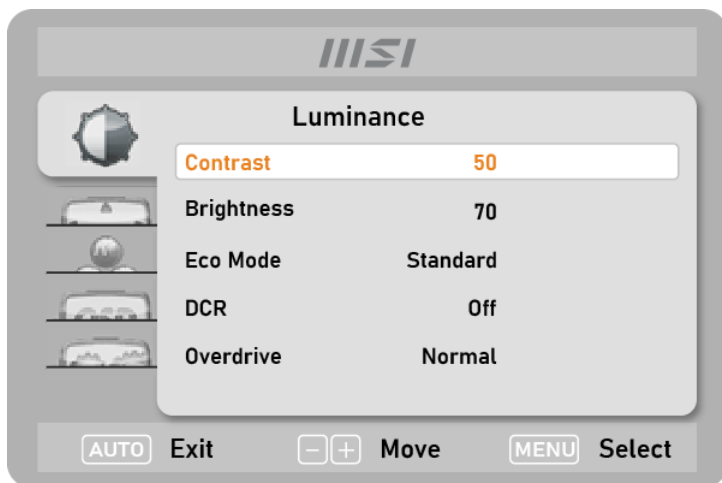 msi
Luminance
Contrast 50
Brightness 70
Eco Mode Standard
DCR Off
Overdrive Normal
AUTO Exit - + Move MENU Select